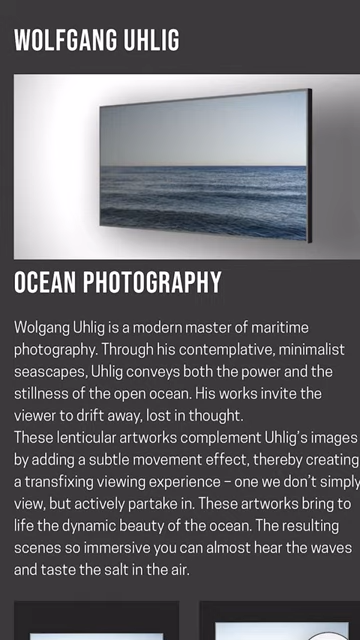 WOLFGANG UHLIG
OCEAN PHOTOGRAPHY
Wolgang Uhlig is a modern master of maritime
photography. Through his contemplative, minimalist
seascapes, Uhlig conveys both the power and the
stillness of the open ocean. His works invite the
viewer to drift away, lost in thought.
These lenticular artworks complement Uhlig's images
by adding a subtle movement effect, thereby creating
a transfixing viewing experience – one we don't simply
view, but actively partake in. These artworks bring to
life the dynamic beauty of the ocean. The resulting
scenes so immersive you can almost hear the waves
and taste the salt in the air.